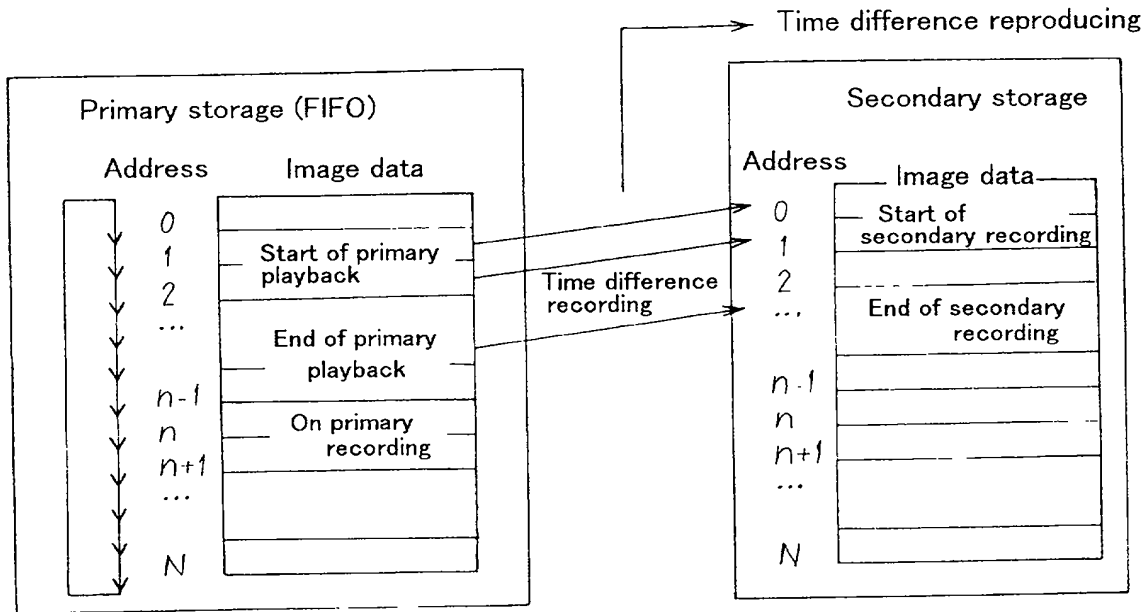 Time difference reproducing
Primary storage (FIFO)
Address
Image data
0
1
2
...
n-1
n
n+1
...
N
Start of primary
playback
End of primary
playback
On primary
recording
Time difference
recording
Secondary storage
Address
Image data
0
1
2
...
n-1
n
n+1
...
N
Start of
secondary recording
End of secondary
recording